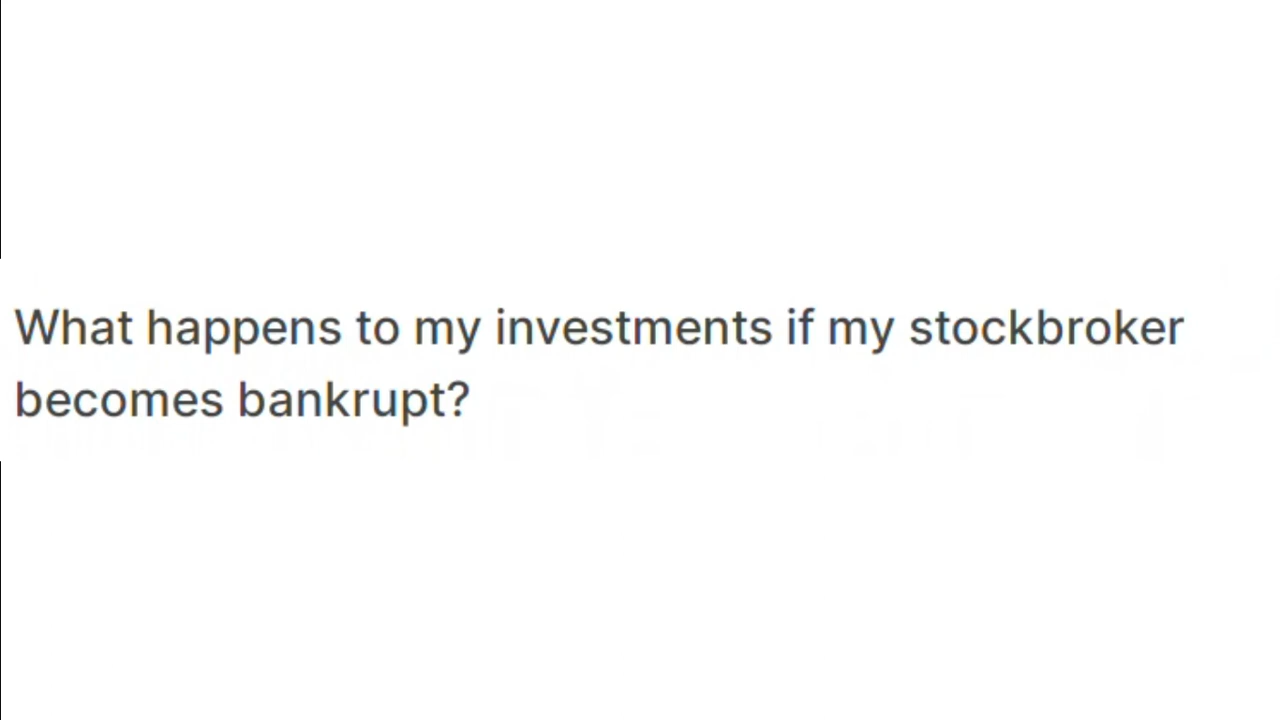 What happens to my investments if my stockbroker
becomes bankrupt?